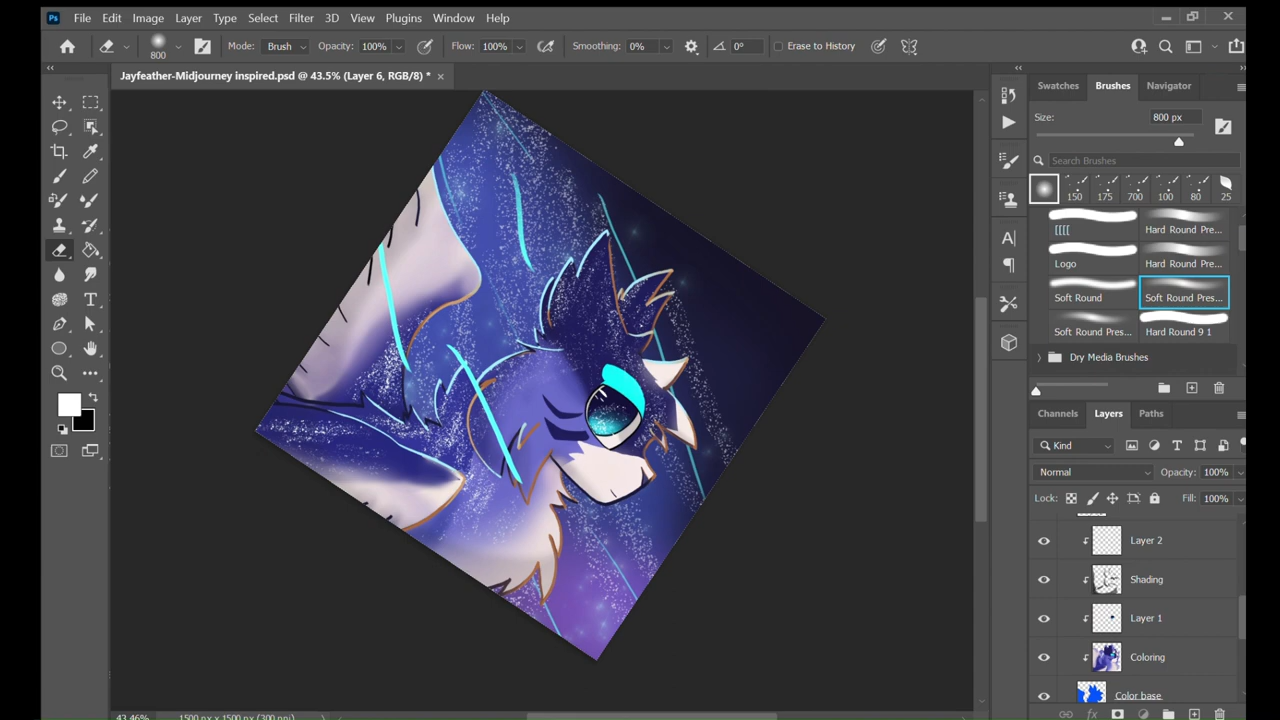 Ps File Edit Image Layer Type Select Filter 3D View Plugins Window Help
800 Mode: Brush Opacity: 100% Flow: 100% Smoothing: 0% 0° Erase to History
Jayfeather-Midjourney inspired.psd @ 43.5% (Layer 6, RGB/8) *
Swatches Brushes Navigator
Size: 800 px
Search Brushes
150 175 700 100 80 25
[[[[ Hard Round Pre...
Logo Hard Round Pre...
Soft Round Soft Round Pres...
Soft Round Pres... Hard Round 9 1
Dry Media Brushes
Channels Layers Paths
Kind
Normal Opacity: 100%
Lock: Fill: 100%
Layer 2
Shading
Layer 1
Coloring
Color base
43.46% 1500 px x 1500 px (300 ppi)